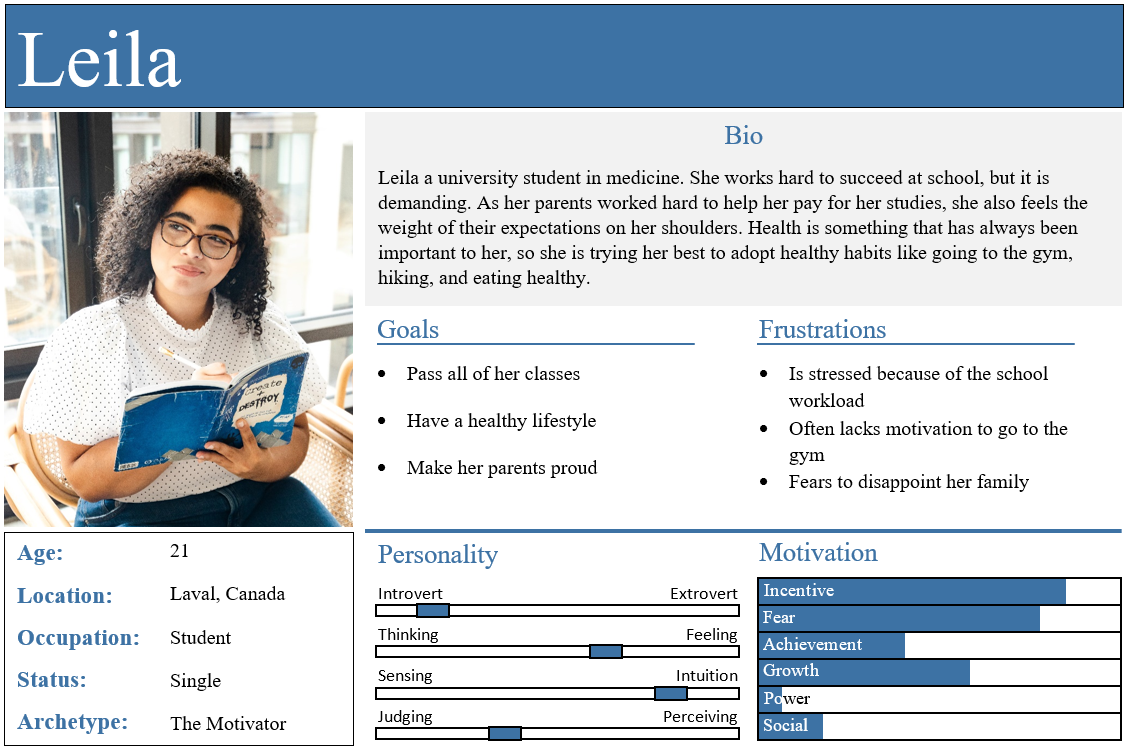 Leila
Bio
Leila a university student in medicine. She works hard to succeed at school, but it is
demanding. As her parents worked hard to help her pay for her studies, she also feels the
weight of their expectations on her shoulders. Health is something that has always been
important to her, so she is trying her best to adopt healthy habits like going to the gym,
hiking, and eating healthy.
Create
+
DESTROY
Goals
• Pass all of her classes
• Have a healthy lifestyle
• Make her parents proud
Frustrations
• Is stressed because of the school
workload
• Often lacks motivation to go to the
gym
• Fears to disappoint her family
Age: 21
Location: Laval, Canada
Occupation: Student
Status: Single
Archetype: The Motivator
Personality
Introvert Extrovert
Thinking Feeling
Sensing Intuition
Judging Perceiving
Motivation
Incentive
Fear
Achievement
Growth
Power
Social